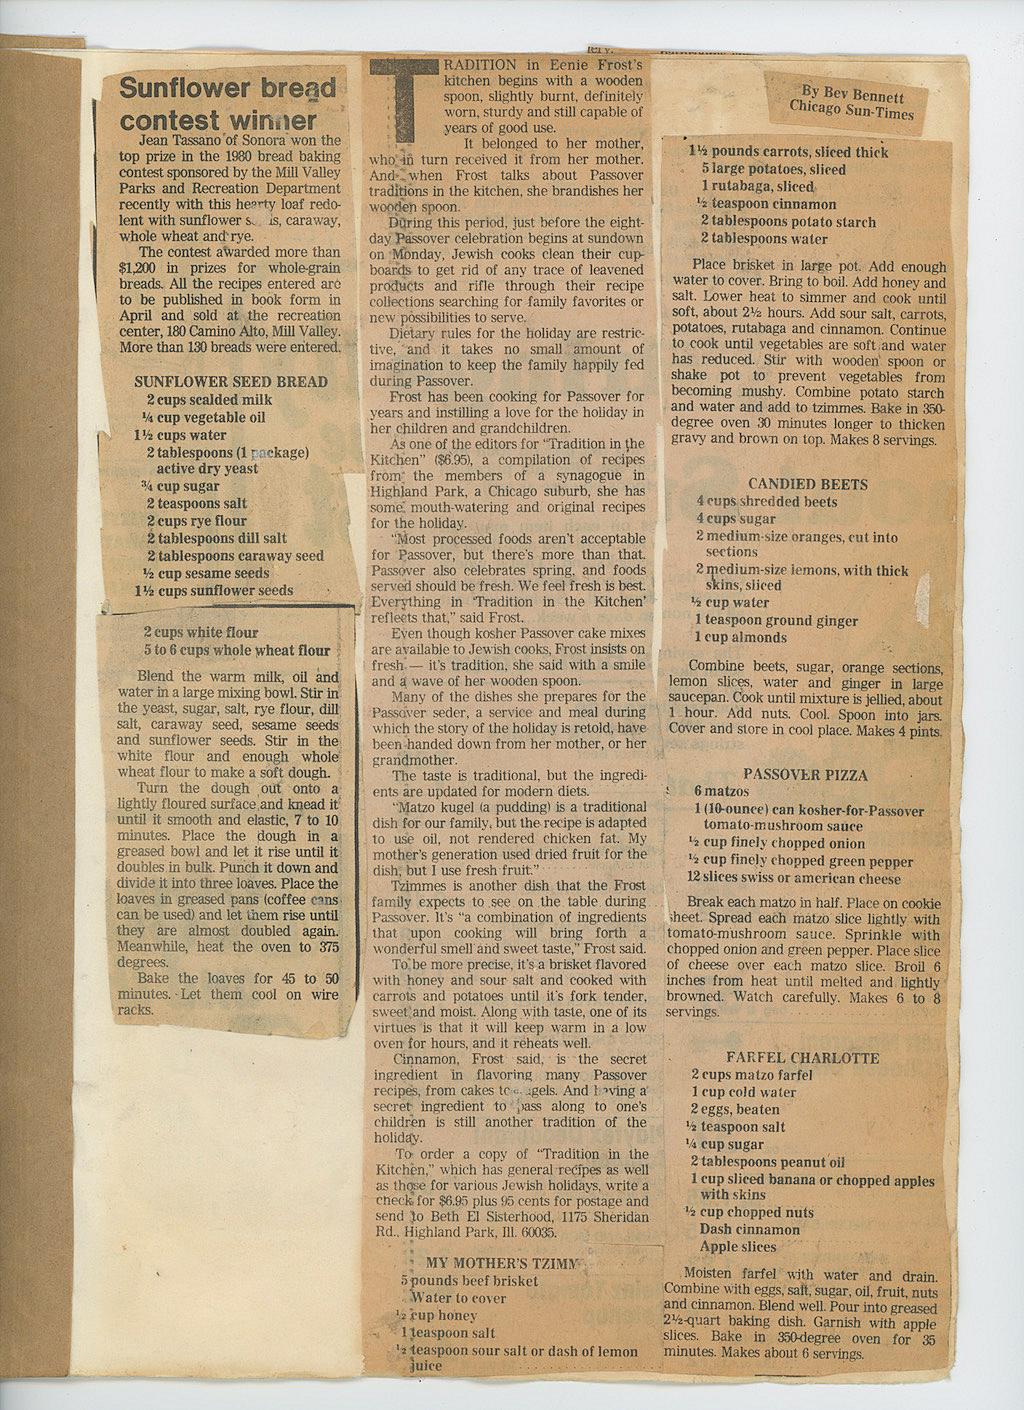 Sunflower bread
contest winner
Jean Tassano of Sonora won the
top prize in the 1980 bread baking
contest sponsored by the Mill Valley
Parks and Recreation Department
recently with this hearty loaf redo-
lent with sunflower s, caraway,
whole wheat and rye.
The contest awarded more than
$1,200 in prizes for whole-grain
breads. All the recipes entered are
to be published in book form in
April and sold at the recreation
center, 180 Camino Alto, Mill Valley.
More than 130 breads were entered.
SUNFLOWER SEED BREAD
2 cups scalded milk
¼ cup vegetable oil
1½ cups water
2 tablespoons (1 package)
active dry yeast
¾ cup sugar
2 teaspoons salt
2 cups rye flour
2 tablespoons dill salt
2 tablespoons caraway seed
½ cup sesame seeds
1½ cups sunflower seeds
2 cups white flour
5 to 6 cups whole wheat flour
Blend the warm milk, oil and
water in a large mixing bowl. Stir in
the yeast, sugar, salt, rye flour, dill
salt, caraway seed, sesame seeds
and sunflower seeds. Stir in the
white flour and enough whole
wheat flour to make a soft dough.
Turn the dough out onto a
lightly floured surface and knead it
until it smooth and elastic, 7 to 10
minutes. Place the dough in a
greased bowl and let it rise until it
doubles in bulk. Punch it down and
divide it into three loaves. Place the
loaves in greased pans (coffee cans
can be used) and let them rise until
they are almost doubled again.
Meanwhile, heat the oven to 375
degrees.
Bake the loaves for 45 to 50
minutes. Let them cool on wire
racks.
TRADITION in Eenie Frost's
kitchen begins with a wooden
spoon, slightly burnt, definitely
worn, sturdy and still capable of
years of good use.
It belonged to her mother,
who in turn received it from her mother.
And when Frost talks about Passover
traditions in the kitchen, she brandishes her
wooden spoon.
During this period, just before the eight-
day Passover celebration begins at sundown
on Monday, Jewish cooks clean their cup-
boards to get rid of any trace of leavened
products and rifle through their recipe
collections searching for family favorites or
new possibilities to serve.
Dietary rules for the holiday are restric-
tive, and it takes no small amount of
imagination to keep the family happily fed
during Passover.
Frost has been cooking for Passover for
years and instilling a love for the holiday in
her children and grandchildren.
As one of the editors for "Tradition in the
Kitchen" ($6.95), a compilation of recipes
from the members of a synagogue in
Highland Park, a Chicago suburb, she has
some mouth-watering and original recipes
for the holiday.
"Most processed foods aren't acceptable
for Passover, but there's more than that.
Passover also celebrates spring, and foods
served should be fresh. We feel fresh is best.
Everything in 'Tradition in the Kitchen'
reflects that," said Frost.
Even though kosher Passover cake mixes
are available to Jewish cooks, Frost insists on
fresh — it's tradition, she said with a smile
and a wave of her wooden spoon.
Many of the dishes she prepares for the
Passover seder, a service and meal during
which the story of the holiday is retold, have
been handed down from her mother, or her
grandmother.
The taste is traditional, but the ingredi-
ents are updated for modern diets.
"Matzo kugel (a pudding) is a traditional
dish for our family, but the recipe is adapted
to use oil, not rendered chicken fat. My
mother's generation used dried fruit for the
dish, but I use fresh fruit."
Tzimmes is another dish that the Frost
family expects to see on the table during
Passover. It's "a combination of ingredients
that upon cooking will bring forth a
wonderful smell and sweet taste," Frost said.
To be more precise, it's a brisket flavored
with honey and sour salt and cooked with
carrots and potatoes until it's fork tender,
sweet and moist. Along with taste, one of its
virtues is that it will keep warm in a low
oven for hours, and it reheats well.
Cinnamon, Frost said, is the secret
ingredient in flavoring many Passover
recipes, from cakes to. And having a
secret ingredient to pass along to one's
children is still another tradition of the
holiday.
To order a copy of "Tradition in the
Kitchen," which has general recipes as well
as those for various Jewish holidays, write a
check for $6.95 plus 95 cents for postage and
send to Beth El Sisterhood, 1175 Sheridan
Rd., Highland Park, Ill. 60035.
MY MOTHER'S TZIMM
5 pounds beef brisket
Water to cover
½ cup honey
1 teaspoon salt
½ teaspoon sour salt or dash of lemon
juice
By Bev Bennett
Chicago Sun-Times
1½ pounds carrots, sliced thick
5 large potatoes, sliced
1 rutabaga, sliced
½ teaspoon cinnamon
2 tablespoons potato starch
2 tablespoons water
Place brisket in large pot. Add enough
water to cover. Bring to boil. Add honey and
salt. Lower heat to simmer and cook until
soft, about 2½ hours. Add sour salt, carrots,
potatoes, rutabaga and cinnamon. Continue
to cook until vegetables are soft and water
has reduced. Stir with wooden spoon or
shake pot to prevent vegetables from
becoming mushy. Combine potato starch
and water and add to tzimmes. Bake in 350-
degree oven 30 minutes longer to thicken
gravy and brown on top. Makes 8 servings.
CANDIED BEETS
4 cups shredded beets
4 cups sugar
2 medium-size oranges, cut into
sections
2 medium-size lemons, with thick
skins, sliced
½ cup water
1 teaspoon ground ginger
1 cup almonds
Combine beets, sugar, orange sections,
lemon slices, water and ginger in large
saucepan. Cook until mixture is jellied, about
1 hour. Add nuts. Cool. Spoon into jars.
Cover and store in cool place. Makes 4 pints.
PASSOVER PIZZA
6 matzos
1 (10-ounce) can kosher-for-Passover
tomato-mushroom sauce
½ cup finely chopped onion
½ cup finely chopped green pepper
12 slices swiss or american cheese
Break each matzo in half. Place on cookie
sheet. Spread each matzo slice lightly with
tomato-mushroom sauce. Sprinkle with
chopped onion and green pepper. Place slice
of cheese over each matzo slice. Broil 6
inches from heat until melted and lightly
browned. Watch carefully. Makes 6 to 8
servings.
FARFEL CHARLOTTE
2 cups matzo farfel
1 cup cold water
2 eggs, beaten
½ teaspoon salt
¼ cup sugar
2 tablespoons peanut oil
1 cup sliced banana or chopped apples
with skins
½ cup chopped nuts
Dash cinnamon
Apple slices
Moisten farfel with water and drain.
Combine with eggs, salt, sugar, oil, fruit, nuts
and cinnamon. Blend well. Pour into greased
2½-quart baking dish. Garnish with apple
slices. Bake in 350-degree oven for 35
minutes. Makes about 6 servings.